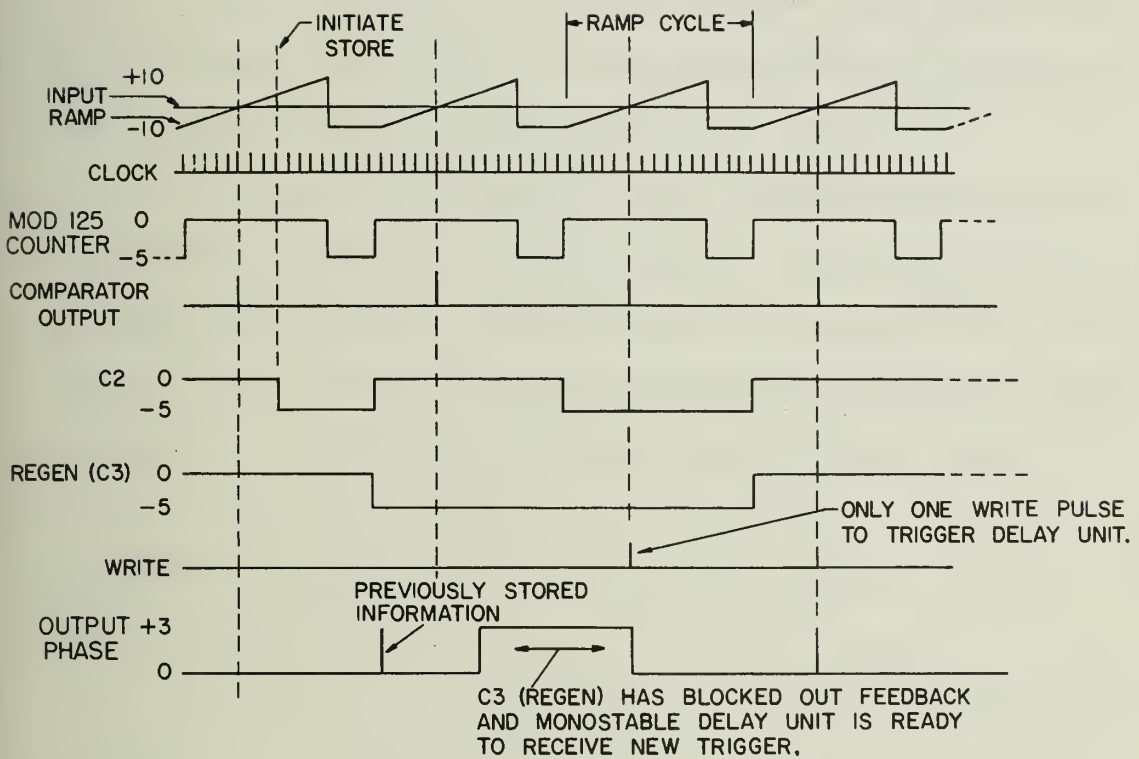 INITIATE
STORE
RAMP CYCLE
+10
INPUT
RAMP
-10
CLOCK
MOD 125 0
COUNTER -5
COMPARATOR
OUTPUT
C2 0
-5
REGEN (C3) 0
-5
ONLY ONE WRITE PULSE
TO TRIGGER DELAY UNIT.
WRITE
PREVIOUSLY STORED
INFORMATION
OUTPUT +3
PHASE
0
C3 (REGEN) HAS BLOCKED OUT FEEDBACK
AND MONOSTABLE DELAY UNIT IS READY
TO RECEIVE NEW TRIGGER.